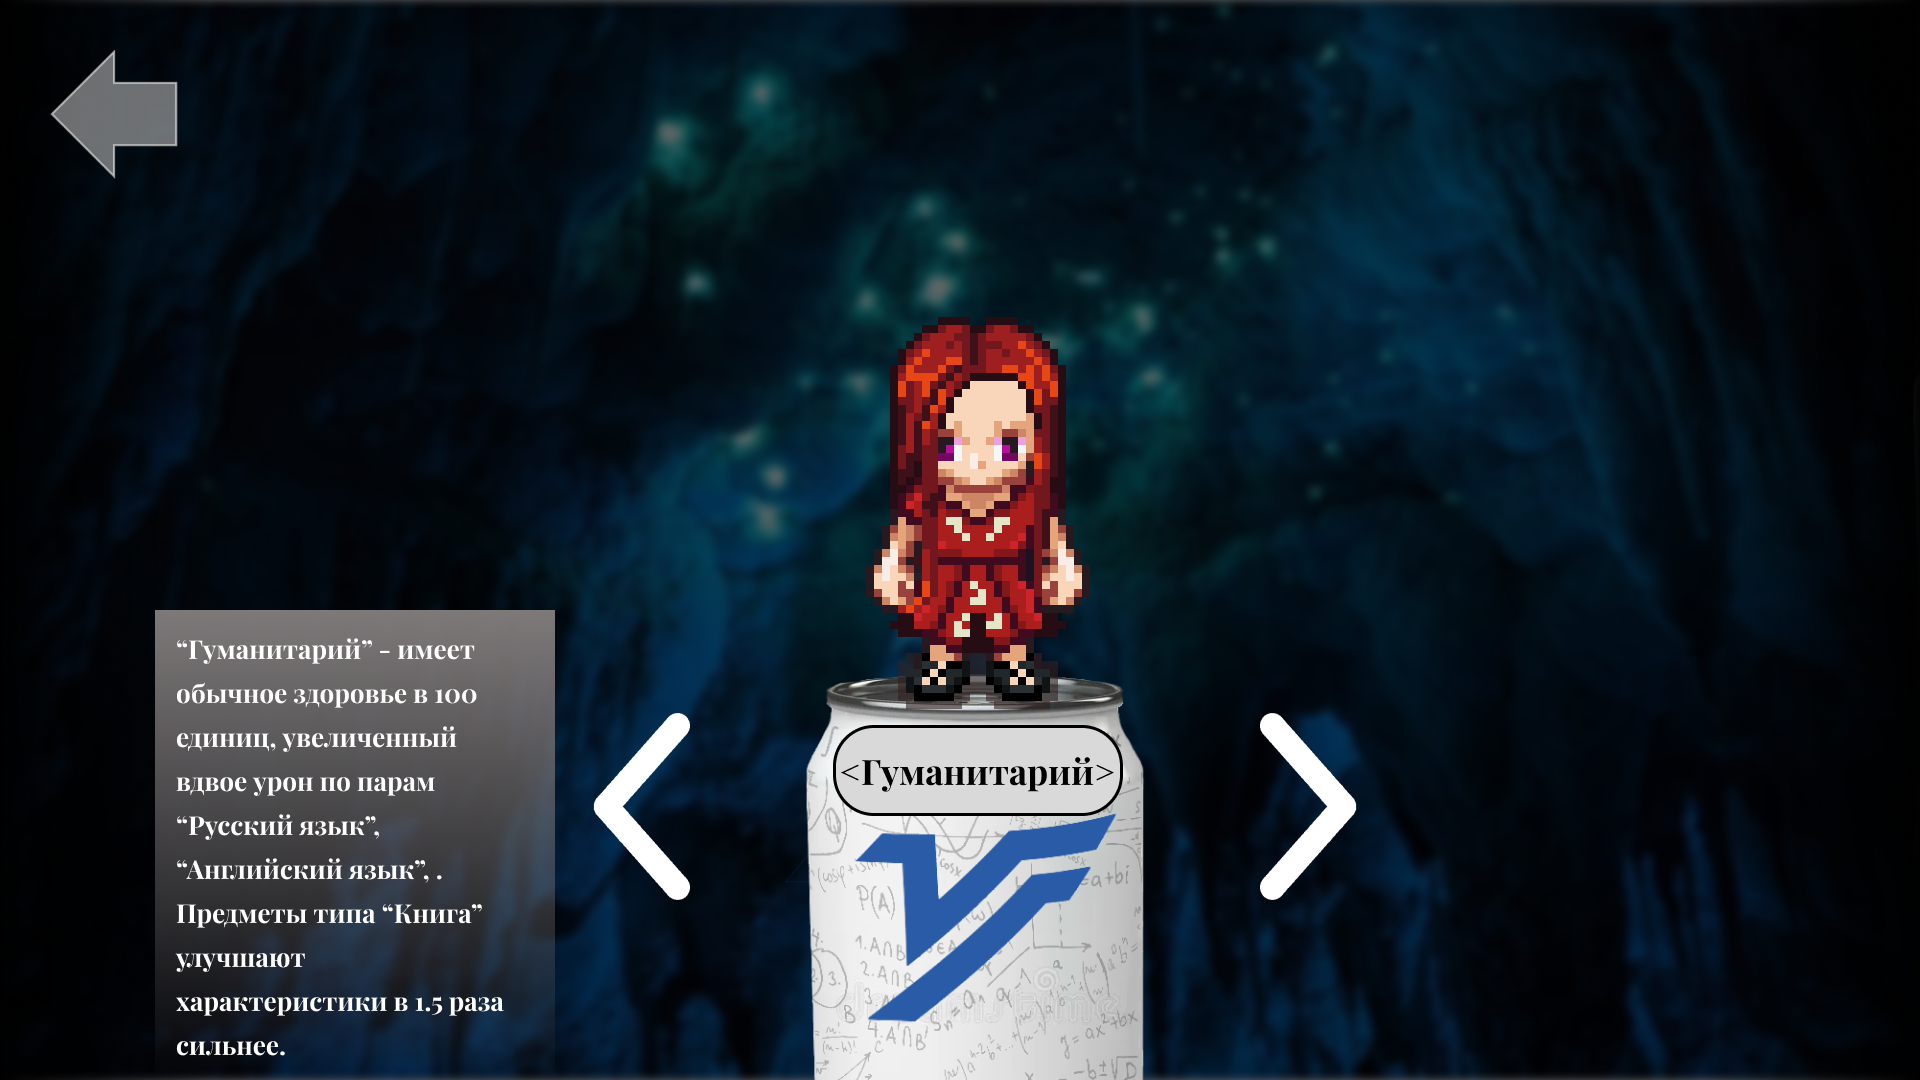 “Гуманитарий” - имеет
обычное здоровье в 100
единиц, увеличенный
вдвое урон по парам
“Русский язык”,
“Английский язык”, .
Предметы типа “Книга”
улучшают
характеристики в 1.5 раза
сильнее.
<Гуманитарий>
P(A)
=a+bi